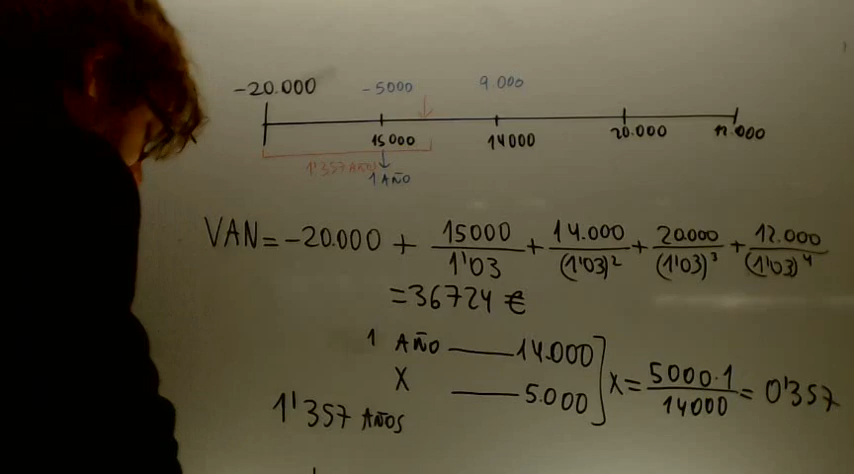 -20.000 -5000 9.000
15 000 14000 20.000 12.000
1'357 AÑOS
1 AÑO
VAN = -20.000 + 15000/1'03 + 14.000/(1'03)² + 20.000/(1'03)³ + 12.000/(1'03)⁴
= 36724 €
1 AÑO — 14.000
X — 5.000 ] X = 5000·1/14000 = 0'357
1'357 AÑOS